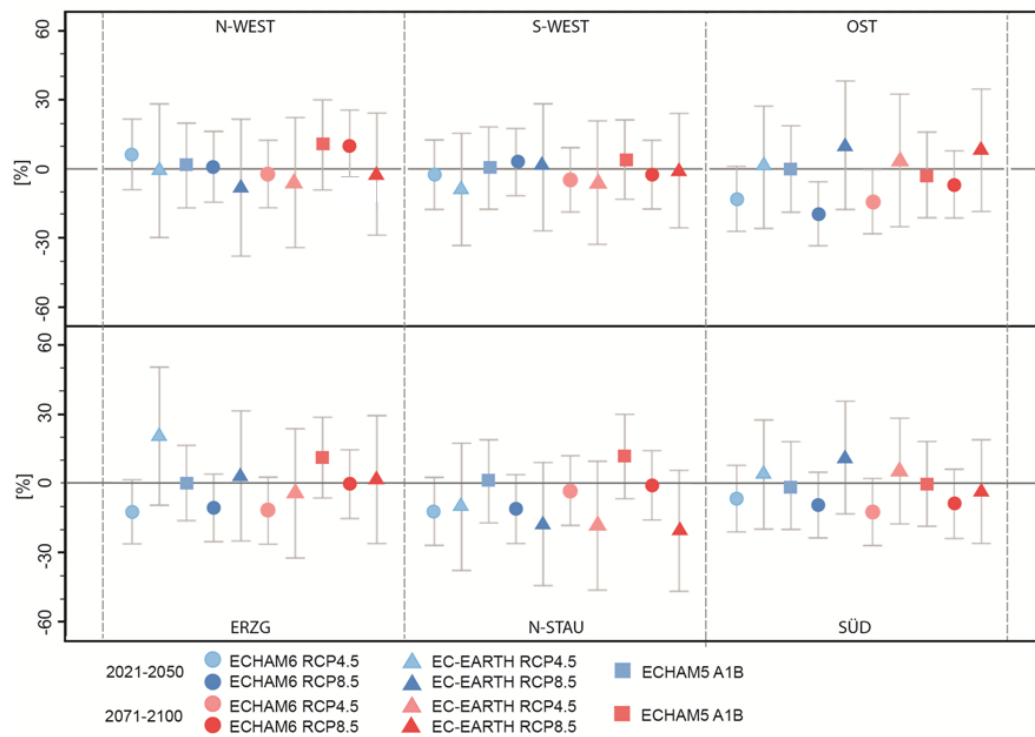 N-WEST S-WEST OST
60
30
0
-30
-60
[%]
60
30
0
-30
-60
[%]
ERZG N-STAU SÜD
2021-2050 ECHAM6 RCP4.5 EC-EARTH RCP4.5 ECHAM5 A1B
ECHAM6 RCP8.5 EC-EARTH RCP8.5
2071-2100 ECHAM6 RCP4.5 EC-EARTH RCP4.5 ECHAM5 A1B
ECHAM6 RCP8.5 EC-EARTH RCP8.5